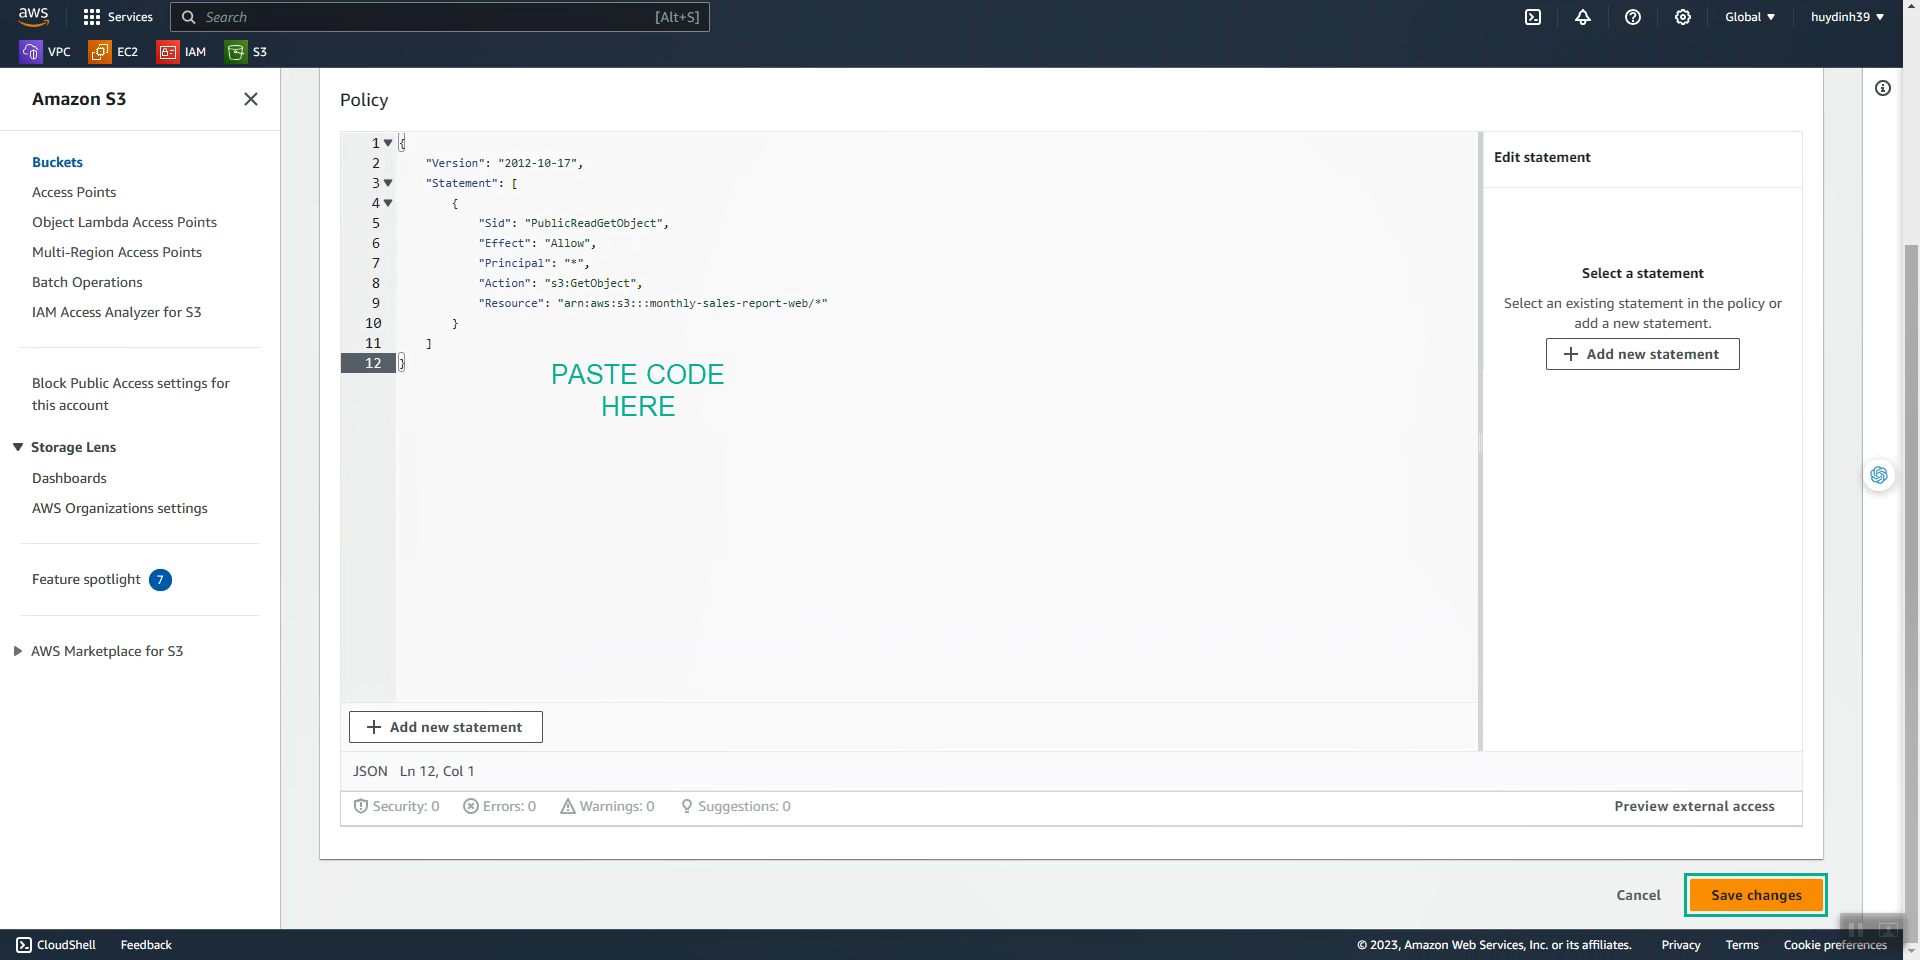 aws
Services
Search
[Alt+S]
Global ▼
huydinh39 ▼
VPC
EC2
IAM
S3
Amazon S3
Buckets
Access Points
Object Lambda Access Points
Multi-Region Access Points
Batch Operations
IAM Access Analyzer for S3
Block Public Access settings for
this account
Storage Lens
Dashboards
AWS Organizations settings
Feature spotlight 7
AWS Marketplace for S3
Policy
1 {
2 "Version": "2012-10-17",
3 "Statement": [
4 {
5 "Sid": "PublicReadGetObject",
6 "Effect": "Allow",
7 "Principal": "*",
8 "Action": "s3:GetObject",
9 "Resource": "arn:aws:s3:::monthly-sales-report-web/*"
10 }
11 ]
12 }
PASTE CODE
HERE
+ Add new statement
JSON Ln 12, Col 1
Security: 0 Errors: 0 Warnings: 0 Suggestions: 0
Preview external access
Edit statement
Select a statement
Select an existing statement in the policy or
add a new statement.
+ Add new statement
Cancel
Save changes
CloudShell
Feedback
© 2023, Amazon Web Services, Inc. or its affiliates.
Privacy
Terms
Cookie preferences